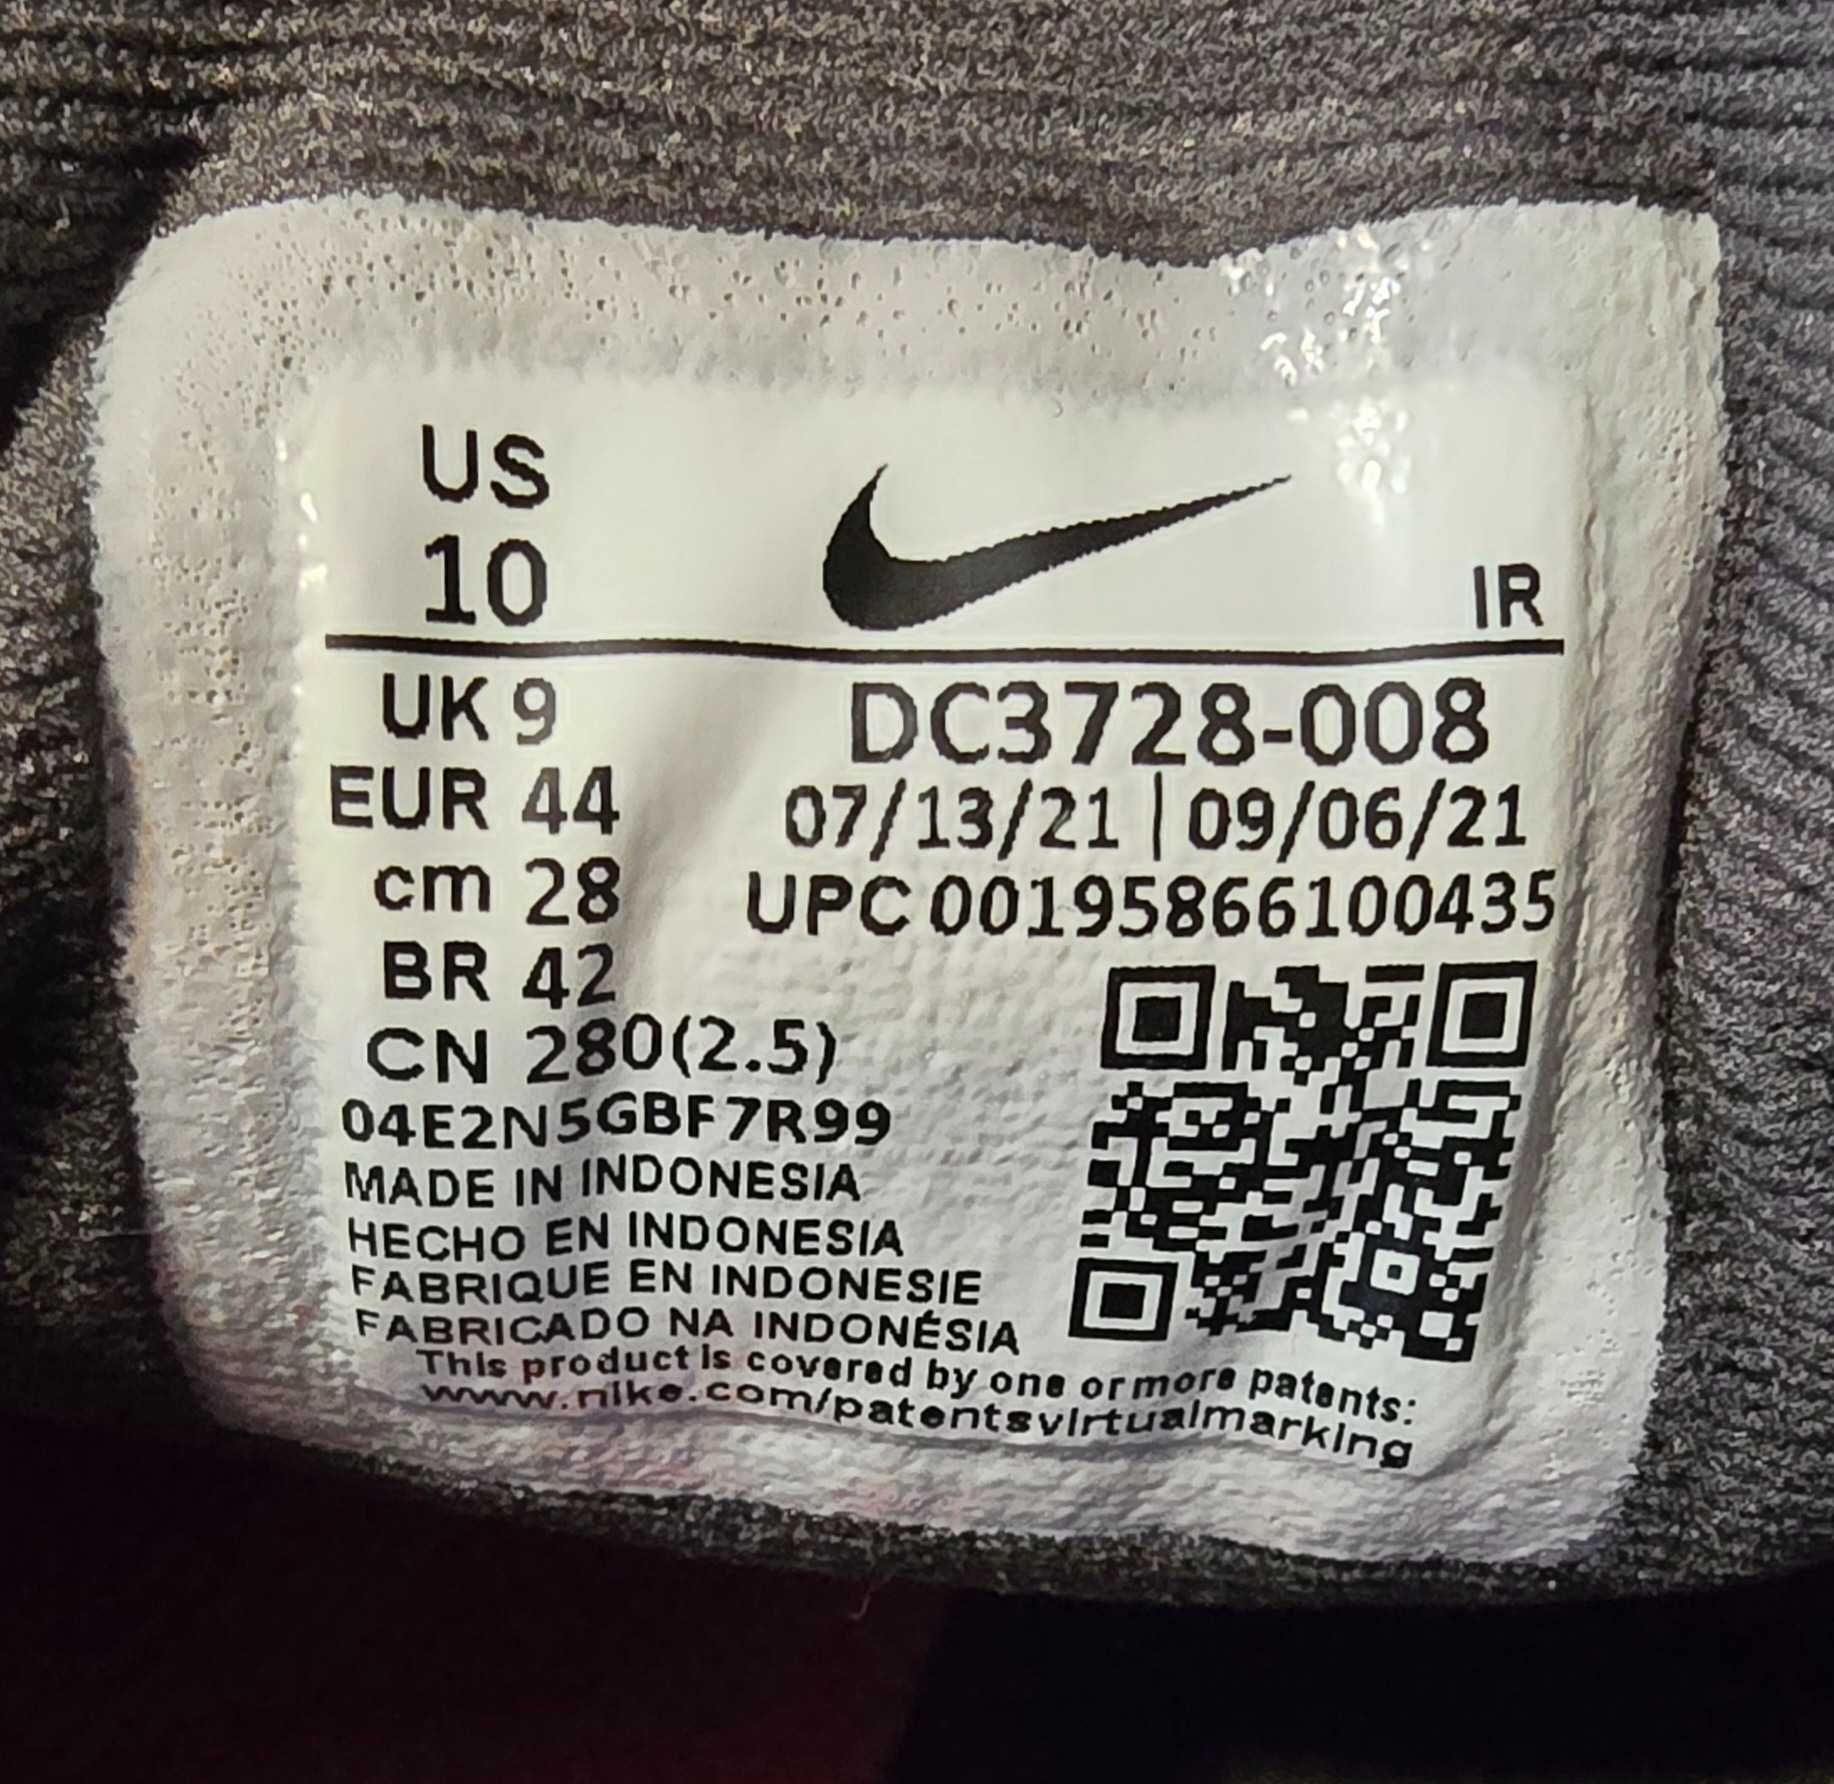 US
10
IR
UK 9
EUR 44
cm 28
BR 42
CN 280(2.5)
DC3728-008
07/13/21 | 09/06/21
UPC 00195866100435
04E2N5GBF7R99
MADE IN INDONESIA
HECHO EN INDONESIA
FABRIQUE EN INDONESIE
FABRICADO NA INDONÉSIA
This product is covered by one or more patents:
www.nike.com/patentsvirtualmarking